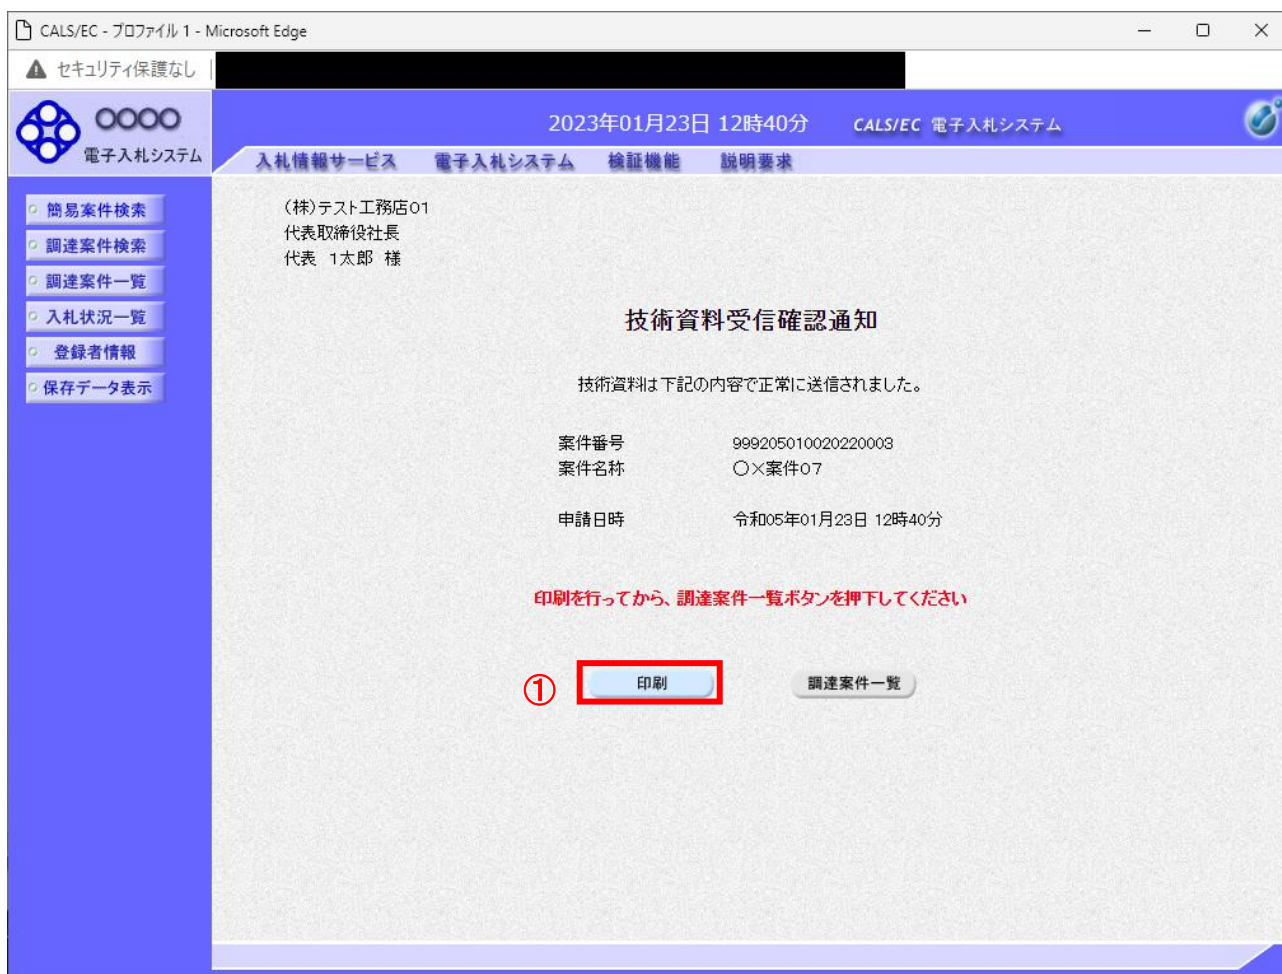 CALS/EC - プロファイル 1 - Microsoft Edge
セキュリティ保護なし
○○○○
電子入札システム
2023年01月23日 12時40分
CALS/EC 電子入札システム
入札情報サービス 電子入札システム 検証機能 説明要求
簡易案件検索
調達案件検索
調達案件一覧
入札状況一覧
登録者情報
保存データ表示
(株)テスト工務店01
代表取締役社長
代表 1太郎 様
技術資料受信確認通知
技術資料は下記の内容で正常に送信されました。
案件番号 999205010020220003
案件名称 ○×案件07
申請日時 令和05年01月23日 12時40分
印刷を行ってから、調達案件一覧ボタンを押下してください
① 印刷 調達案件一覧